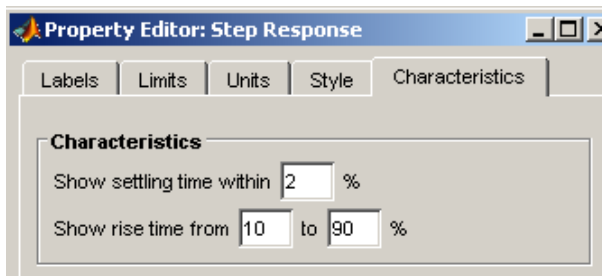 Property Editor: Step Response
Labels Limits Units Style Characteristics
Characteristics
Show settling time within 2 %
Show rise time from 10 to 90 %